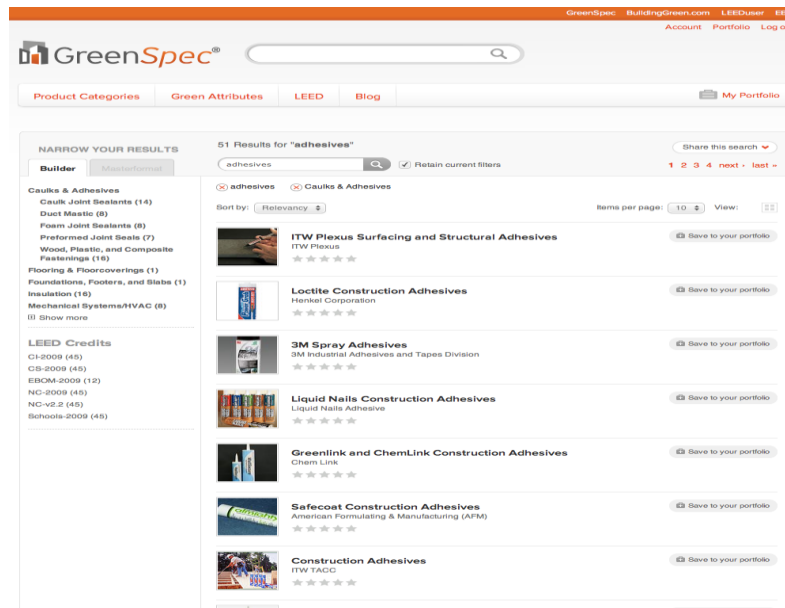 GreenSpec BuildingGreen.com LEEDuser
Account Portfolio
GreenSpec®
Product Categories Green Attributes LEED Blog My Portfolio
NARROW YOUR RESULTS
Builder Masterformat
Caulks & Adhesives
Caulk Joint Sealants (14)
Duct Mastic (8)
Foam Joint Sealants (8)
Preformed Joint Seals (7)
Wood, Plastic, and Composite
Fastenings (16)
Flooring & Floorcoverings (1)
Foundations, Footers, and Slabs (1)
Insulation (16)
Mechanical Systems/HVAC (8)
Show more
LEED Credits
CI-2009 (45)
CS-2009 (45)
EBOM-2009 (12)
NC-2009 (45)
NC-v2.2 (45)
Schools-2009 (45)
51 Results for "adhesives"
Share this search
adhesives Retain current filters
1 2 3 4 next › last »
adhesives Caulks & Adhesives
Sort by: Relevancy
Items per page: 10 View:
ITW Plexus Surfacing and Structural Adhesives
ITW Plexus
Save to your portfolio
Loctite Construction Adhesives
Henkel Corporation
Save to your portfolio
3M Spray Adhesives
3M Industrial Adhesives and Tapes Division
Save to your portfolio
Liquid Nails Construction Adhesives
Liquid Nails Adhesive
Save to your portfolio
Greenlink and ChemLink Construction Adhesives
Chem Link
Save to your portfolio
Safecoat Construction Adhesives
American Formulating & Manufacturing (AFM)
Save to your portfolio
Construction Adhesives
ITW TACC
Save to your portfolio